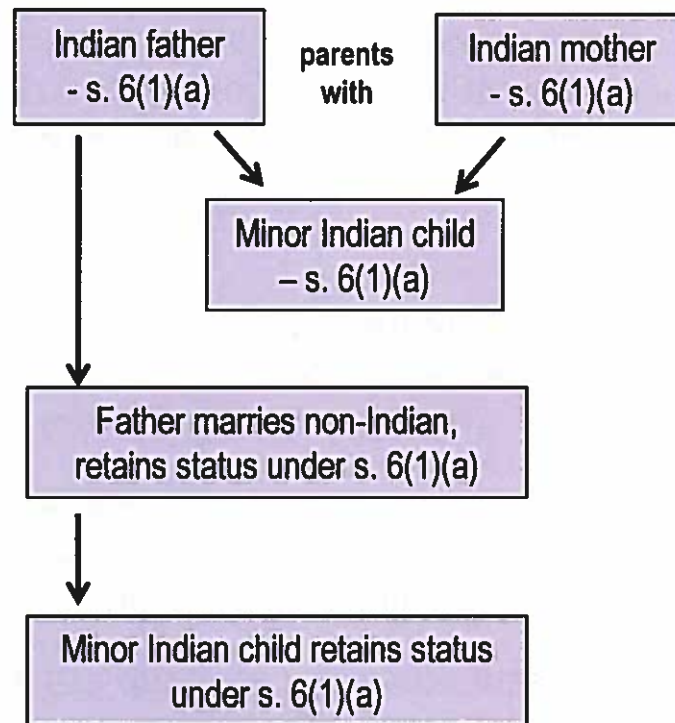 Indian father
- s. 6(1)(a)
parents
with
Indian mother
- s. 6(1)(a)
Minor Indian child
– s. 6(1)(a)
Father marries non-Indian,
retains status under s. 6(1)(a)
Minor Indian child retains status
under s. 6(1)(a)